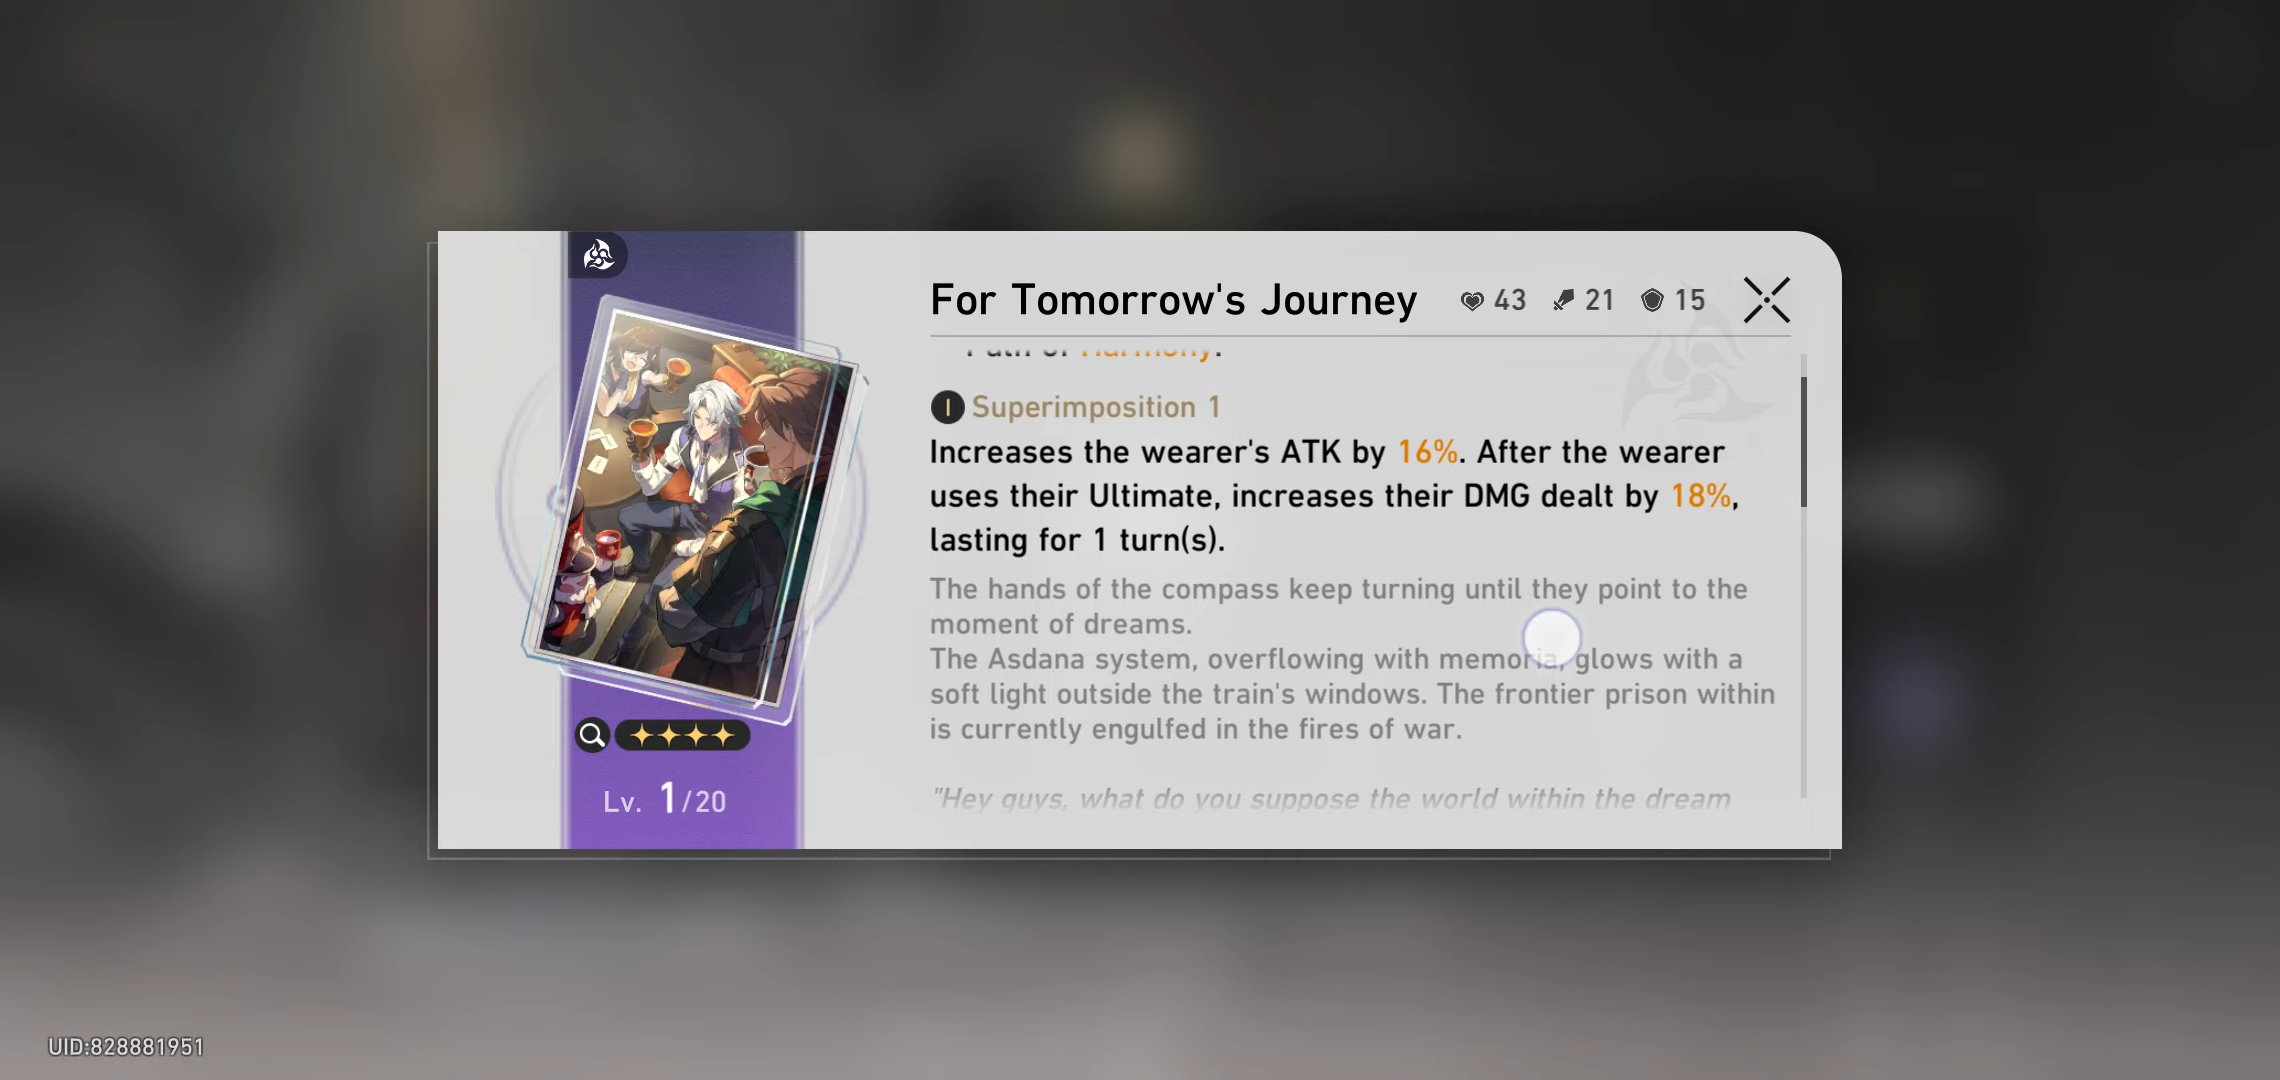 For Tomorrow's Journey 43 21 15
Path of Harmony.
I Superimposition 1
Increases the wearer's ATK by 16%. After the wearer
uses their Ultimate, increases their DMG dealt by 18%,
lasting for 1 turn(s).
The hands of the compass keep turning until they point to the
moment of dreams.
The Asdana system, overflowing with memoria, glows with a
soft light outside the train's windows. The frontier prison within
is currently engulfed in the fires of war.
"Hey guys, what do you suppose the world within the dream
Lv. 1/20
UID:828881951